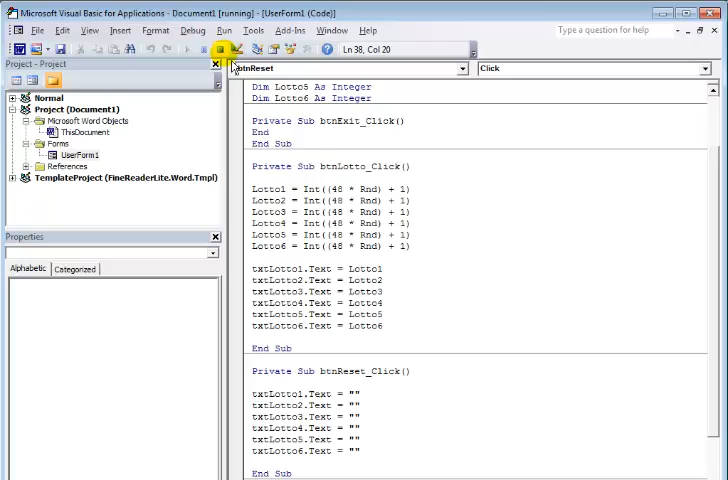 Microsoft Visual Basic for Applications - Document1 [running] - [UserForm1 (Code)]
File Edit View Insert Format Debug Run Tools Add-Ins Window Help
Type a question for help
Ln 38, Col 20
Project - Project
btnReset
Click
Normal
Project (Document1)
Microsoft Word Objects
ThisDocument
Forms
UserForm1
References
TemplateProject (FineReaderLite.Word.Tmpl)
Properties
Alphabetic Categorized
Dim Lotto5 As Integer
Dim Lotto6 As Integer
Private Sub btnExit_Click()
End
End Sub
Private Sub btnLotto_Click()
Lotto1 = Int((48 * Rnd) + 1)
Lotto2 = Int((48 * Rnd) + 1)
Lotto3 = Int((48 * Rnd) + 1)
Lotto4 = Int((48 * Rnd) + 1)
Lotto5 = Int((48 * Rnd) + 1)
Lotto6 = Int((48 * Rnd) + 1)
txtLotto1.Text = Lotto1
txtLotto2.Text = Lotto2
txtLotto3.Text = Lotto3
txtLotto4.Text = Lotto4
txtLotto5.Text = Lotto5
txtLotto6.Text = Lotto6
End Sub
Private Sub btnReset_Click()
txtLotto1.Text = ""
txtLotto2.Text = ""
txtLotto3.Text = ""
txtLotto4.Text = ""
txtLotto5.Text = ""
txtLotto6.Text = ""
End Sub